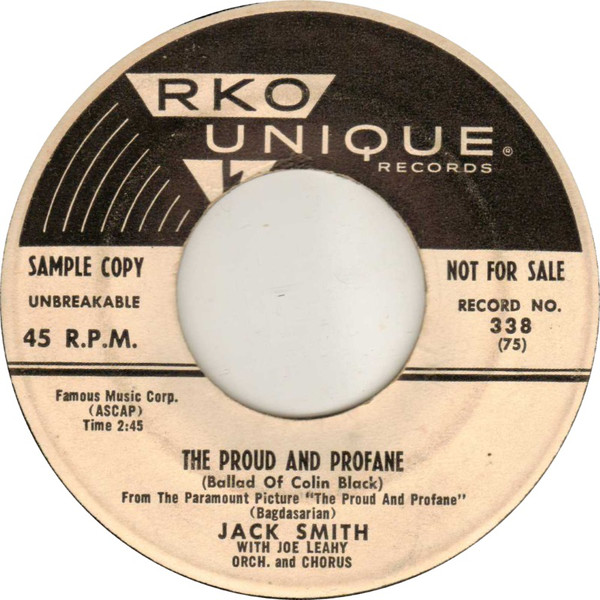 RKO
UNIQUE®
RECORDS
SAMPLE COPY
UNBREAKABLE
45 R.P.M.
NOT FOR SALE
RECORD NO.
338
(75)
Famous Music Corp.
(ASCAP)
Time 2:45
THE PROUD AND PROFANE
(Ballad Of Colin Black)
From The Paramount Picture "The Proud And Profane"
(Bagdasarian)
JACK SMITH
WITH JOE LEAHY
ORCH. and CHORUS